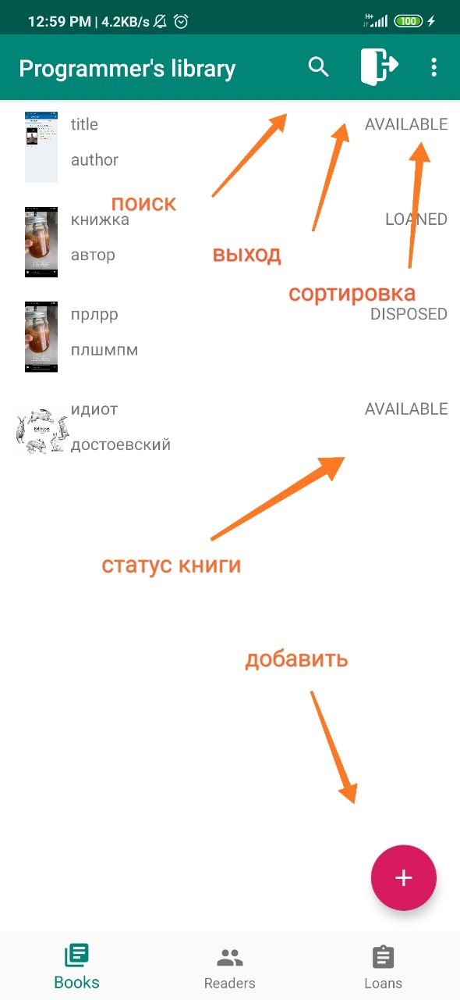 12:59 PM | 4.2KB/s H+ 100
Programmer's library
title AVAILABLE
author
поиск
книжка LOANED
автор
выход
сортировка
прлрр DISPOSED
плшмпм
идиот AVAILABLE
достоевский
статус книги
добавить
+
Books Readers Loans